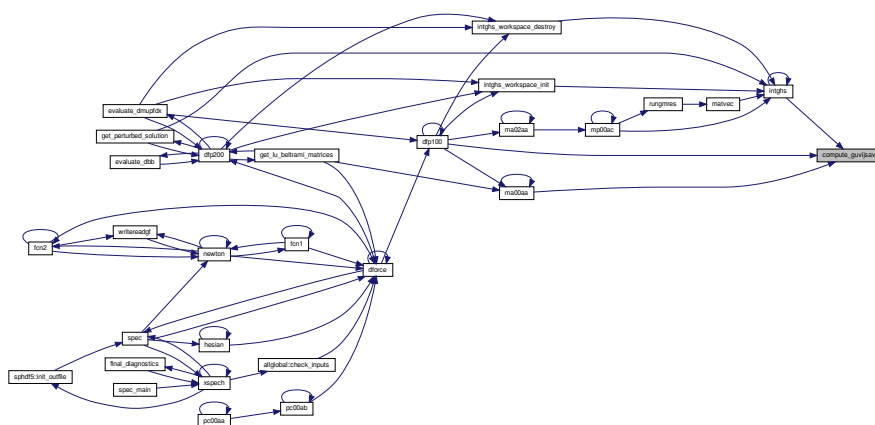 intghs_workspace_destroy
intghs_workspace_init
intghs
evaluate_dmupfdx
rungmres
matvec
get_perturbed_solution
ma02aa
mp00ac
dfp100
evaluate_dbb
dfp200
get_lu_beltrami_matrices
compute_guvijsave
ma00aa
writereadgf
fcn2
newton
fcn1
dforce
spec
hesian
final_diagnostics
allglobal::check_inputs
sphdf5::init_outfile
xspech
spec_main
pc00ab
pc00aa